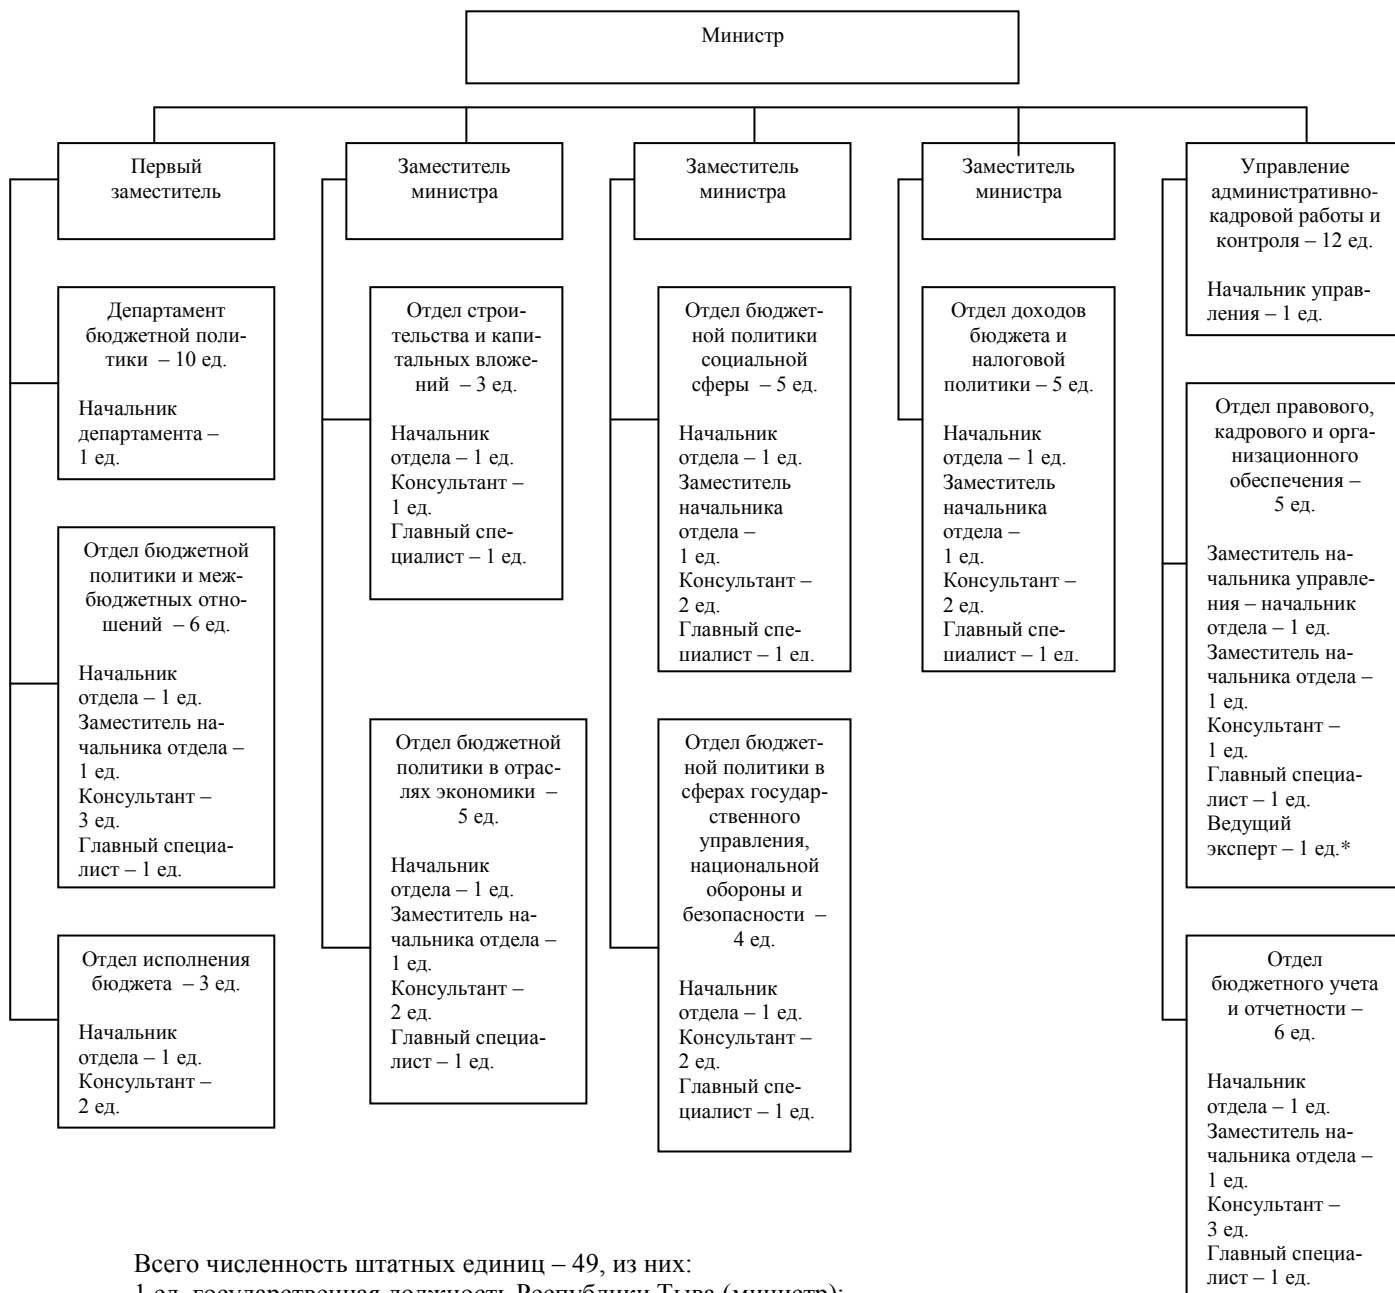 Министр
Первый
заместитель
Заместитель
министра
Заместитель
министра
Заместитель
министра
Управление
административно-
кадровой работы и
контроля – 12 ед.
Начальник управ-
ления – 1 ед.
Департамент
бюджетной поли-
тики – 10 ед.
Начальник
департамента –
1 ед.
Отдел бюджетной
политики и меж-
бюджетных отно-
шений – 6 ед.
Начальник
отдела – 1 ед.
Заместитель на-
чальника отдела –
1 ед.
Консультант –
3 ед.
Главный специа-
лист – 1 ед.
Отдел исполнения
бюджета – 3 ед.
Начальник
отдела – 1 ед.
Консультант –
2 ед.
Отдел строи-
тельства и капи-
тальных вложе-
ний – 3 ед.
Начальник
отдела – 1 ед.
Консультант –
1 ед.
Главный спе-
циалист – 1 ед.
Отдел бюджетной
политики в отрас-
лях экономики –
5 ед.
Начальник
отдела – 1 ед.
Заместитель на-
чальника отдела –
1 ед.
Консультант –
2 ед.
Главный специа-
лист – 1 ед.
Отдел бюджет-
ной политики
социальной
сферы – 5 ед.
Начальник
отдела – 1 ед.
Заместитель
начальника
отдела –
1 ед.
Консультант –
2 ед.
Главный спе-
циалист – 1 ед.
Отдел бюджет-
ной политики в
сферах государ-
ственного
управления,
национальной
обороны и
безопасности –
4 ед.
Начальник
отдела – 1 ед.
Консультант –
2 ед.
Главный спе-
циалист – 1 ед.
Отдел доходов
бюджета и
налоговой
политики – 5 ед.
Начальник
отдела – 1 ед.
Заместитель
начальника
отдела –
1 ед.
Консультант –
2 ед.
Главный спе-
циалист – 1 ед.
Отдел правового,
кадрового и орга-
низационного
обеспечения –
5 ед.
Заместитель на-
чальника управле-
ния – начальник
отдела – 1 ед.
Заместитель на-
чальника отдела –
1 ед.
Консультант –
1 ед.
Главный специа-
лист – 1 ед.
Ведущий
эксперт – 1 ед.*
Отдел
бюджетного учета
и отчетности –
6 ед.
Начальник
отдела – 1 ед.
Заместитель на-
чальника отдела –
1 ед.
Консультант –
3 ед.
Главный специа-
лист – 1 ед.
Всего численность штатных единиц – 49, из них:
1 ед. государственная должность Республики Тыва (министр);